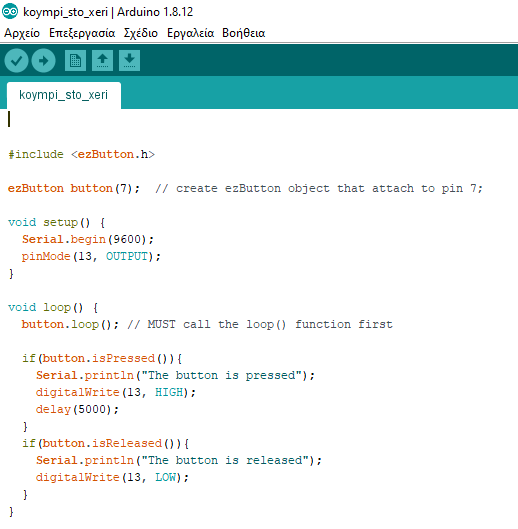 koympi_sto_xeri | Arduino 1.8.12
Αρχείο Επεξεργασία Σχέδιο Εργαλεία Βοήθεια
koympi_sto_xeri
#include <ezButton.h>
ezButton button(7);  // create ezButton object that attach to pin 7;
void setup() {
  Serial.begin(9600);
  pinMode(13, OUTPUT);
}
void loop() {
  button.loop(); // MUST call the loop() function first
  if(button.isPressed()){
    Serial.println("The button is pressed");
    digitalWrite(13, HIGH);
    delay(5000);
  }
  if(button.isReleased()){
    Serial.println("The button is released");
    digitalWrite(13, LOW);
  }
}